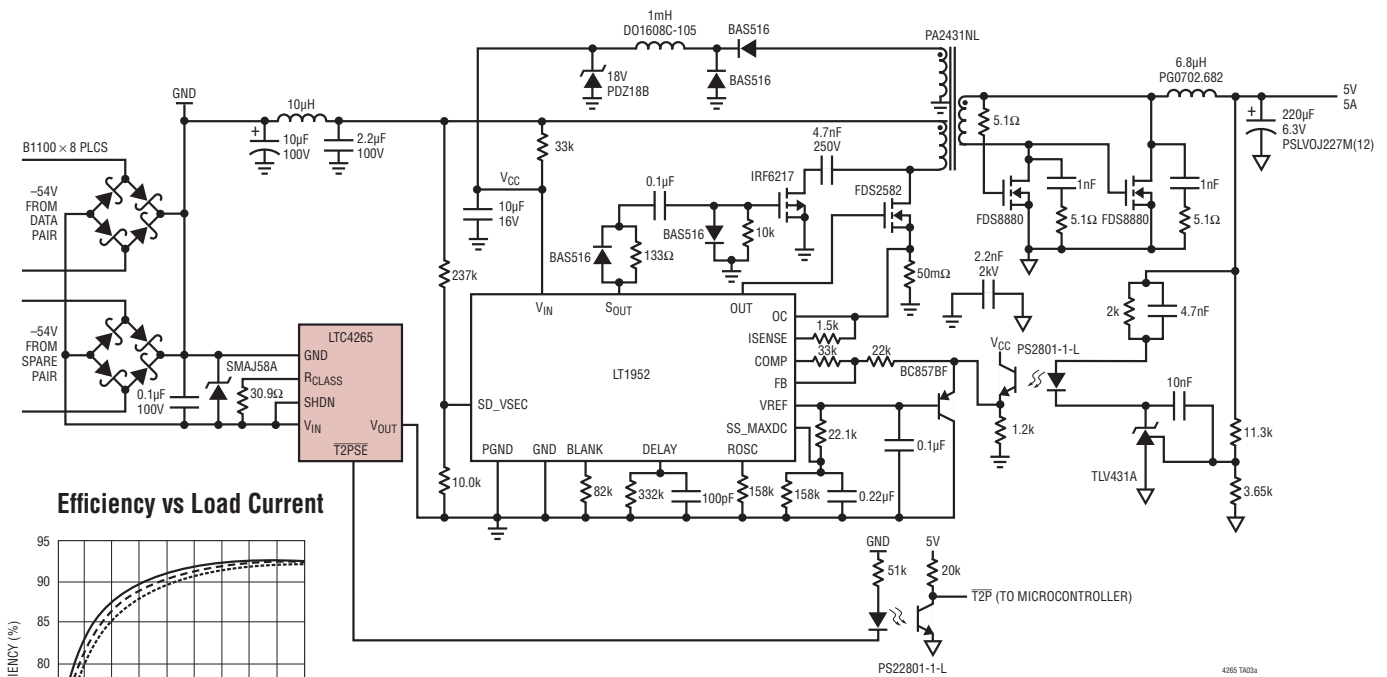 1mH
DO1608C-105
BAS516
PA2431NL
18V
PDZ18B
BAS516
6.8µH
PG0702.682
5V
5A
GND
10µH
+
10µF
100V
2.2µF
100V
33k
4.7nF
250V
5.1Ω
+
220µF
6.3V
PSLVOJ227M(12)
B1100 × 8 PLCS
–54V
FROM
DATA
PAIR
VCC
10µF
16V
0.1µF
IRF6217
FDS2582
FDS8880
1nF
5.1Ω
FDS8880
1nF
5.1Ω
BAS516
133Ω
BAS516
10k
50mΩ
2.2nF
2kV
237k
VIN
SOUT
OUT
OC
ISENSE
COMP
FB
VREF
SS_MAXDC
LT1952
SD_VSEC
PGND
GND
BLANK
DELAY
ROSC
1.5k
33k
22k
BC857BF
VCC
PS2801-1-L
2k
4.7nF
10nF
1.2k
TLV431A
11.3k
3.65k
–54V
FROM
SPARE
PAIR
0.1µF
100V
SMAJ58A
30.9Ω
LTC4265
GND
RCLASS
SHDN
VIN
VOUT
T2PSE
10.0k
82k
332k
100pF
158k
158k
22.1k
0.22µF
0.1µF
GND
51k
5V
20k
T2P (TO MICROCONTROLLER)
PS22801-1-L
4265 TA03a
Efficiency vs Load Current
95
90
85
80